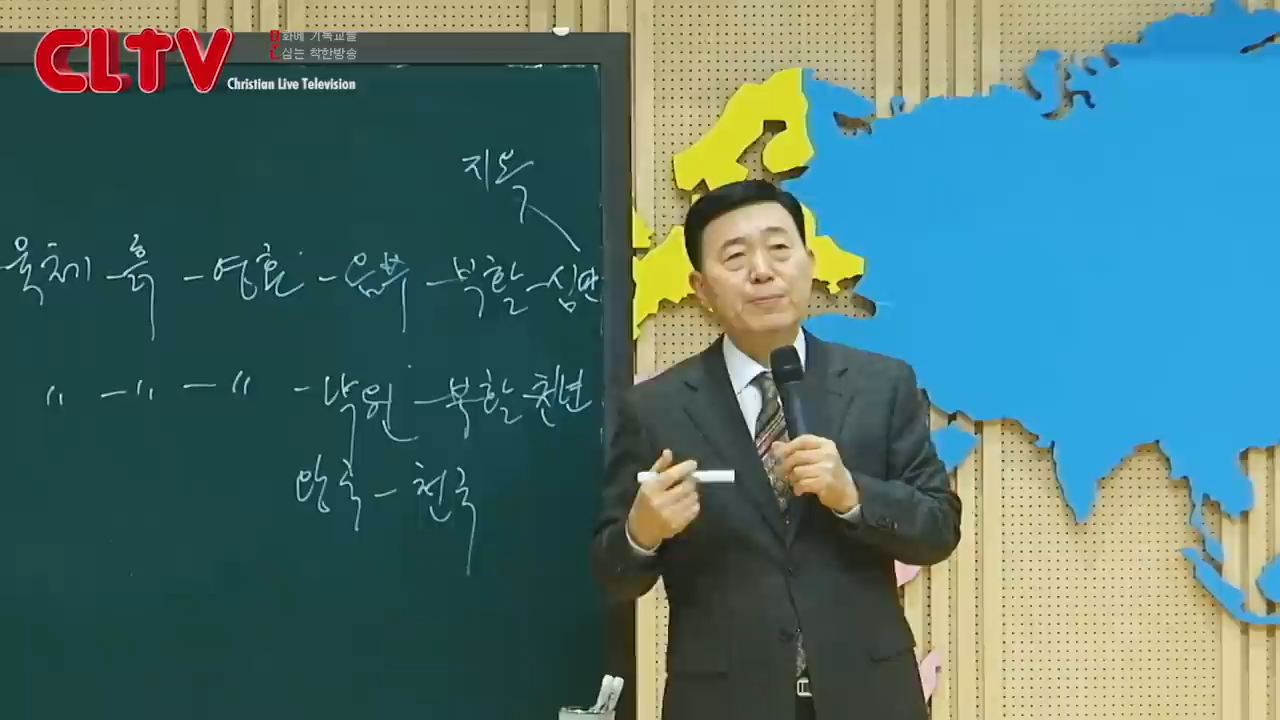 CLTV
문화에 기독교를
심는 착한방송
Christian Live Television
지옥
육체 흙 - 영혼 - 음부 - 부활 - 심판
〃 - 〃 - 〃 - 낙원 - 부활 천년
왕국 - 천국